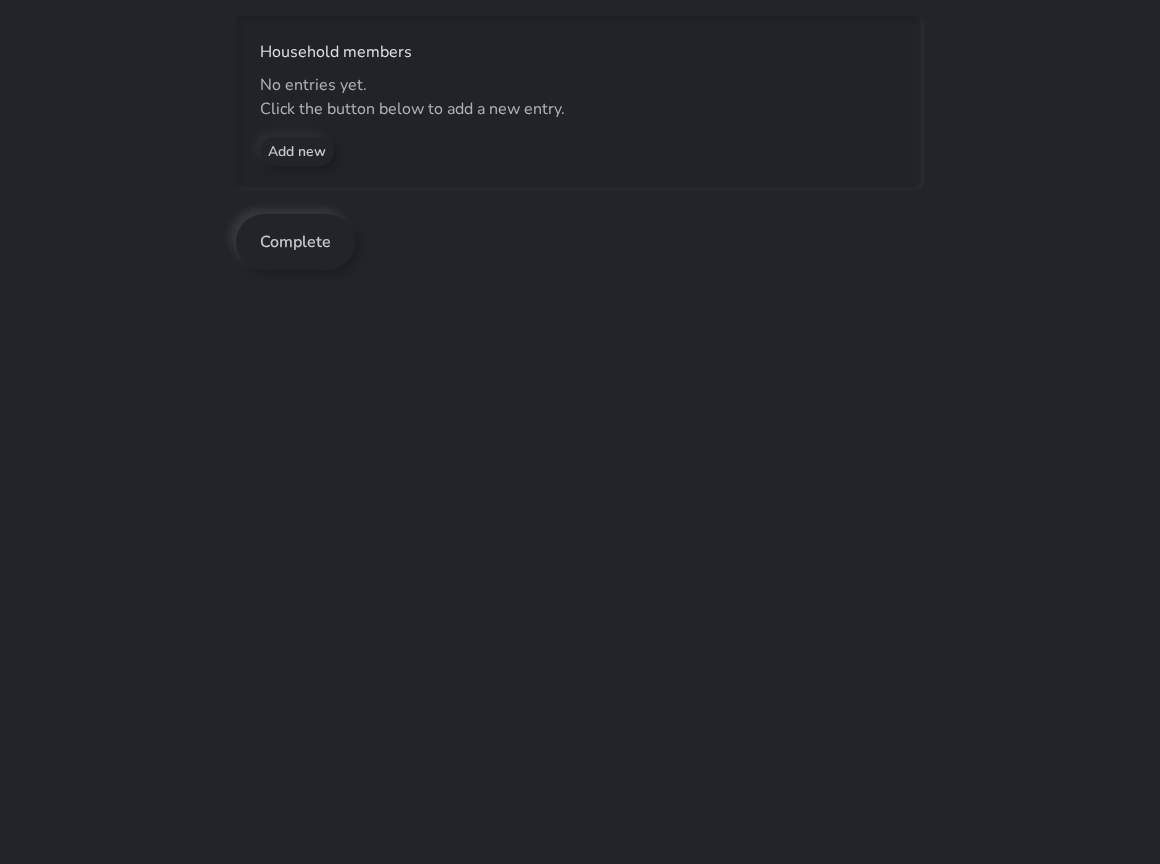 Household members
No entries yet.
Click the button below to add a new entry.
Add new
Complete